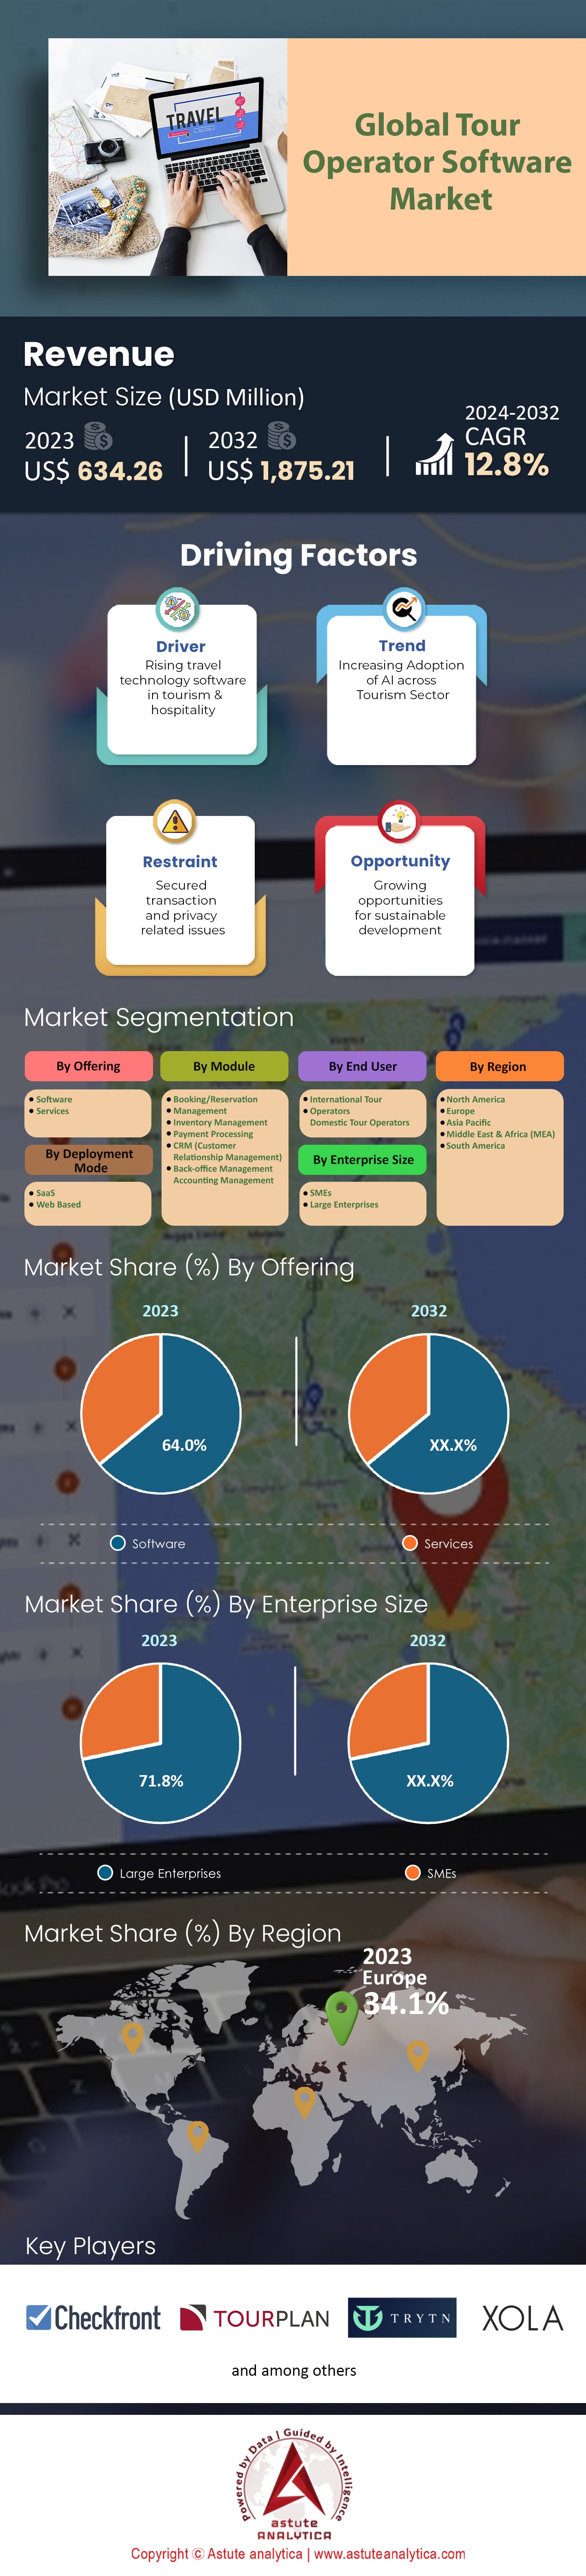 TRAVEL
Global Tour
Operator Software
Market
Revenue
Market Size (USD Million)
2023
US$ 634.26
2032
US$ 1,875.21
2024-2032
CAGR
12.8%
Driving Factors
Driver
Rising travel
technology software
in tourism &
hospitality
Trend
Increasing Adoption
of AI across
Tourism Sector
Restraint
Secured
transaction
and privacy
related issues
Opportunity
Growing
opportunities
for sustainable
development
Market Segmentation
By Offering
Software
Services
By Deployment
Mode
SaaS
Web Based
By Module
Booking/Reservation
Management
Inventory Management
Payment Processing
CRM (Customer
Relationship Management)
Back-office Management
Accounting Management
By End User
International Tour
Operators
Domestic Tour Operators
By Enterprise Size
SMEs
Large Enterprises
By Region
North America
Europe
Asia Pacific
Middle East & Africa (MEA)
South America
Market Share (%) By Offering
2023
2032
64.0%
XX.X%
Software
Services
Market Share (%) By Enterprise Size
2023
2032
71.8%
XX.X%
Large Enterprises
SMEs
Market Share (%) By Region
2023
Europe
34.1%
Key Players
Checkfront
TOURPLAN
TRYTN
XOLA
and among others
Powered by Data | Guided by Intelligence
astute
ANALYTICA
Copyright © Astute analytica | www.astuteanalytica.com